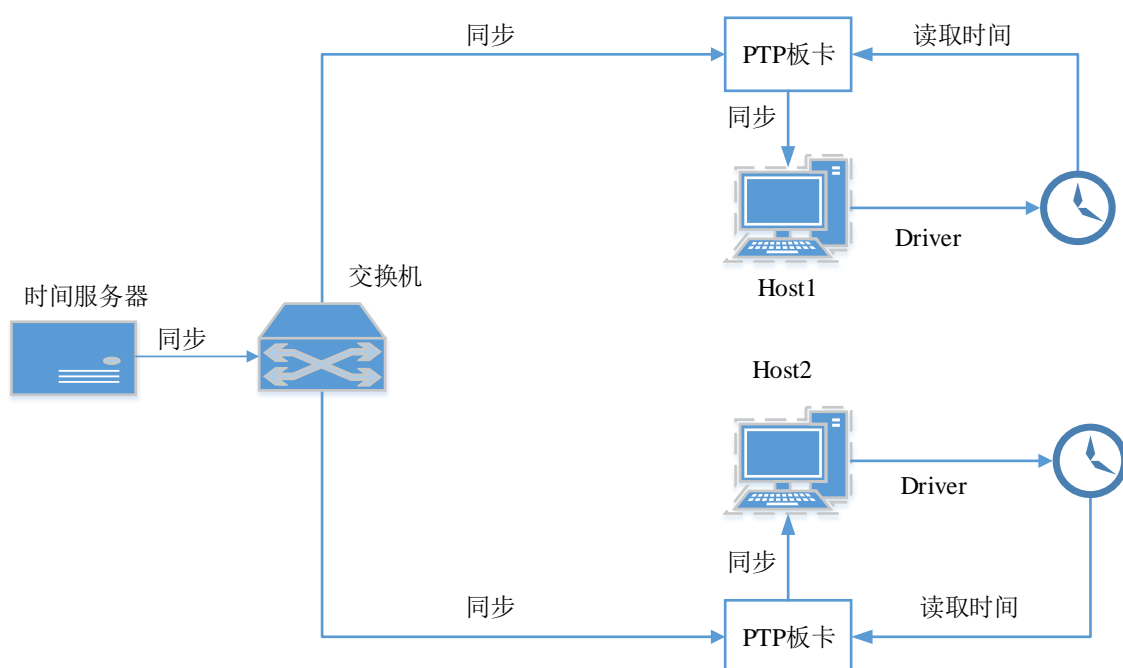 同步
PTP板卡
读取时间
同步
Driver
Host1
交换机
时间服务器
同步
Host2
Driver
同步
同步
PTP板卡
读取时间